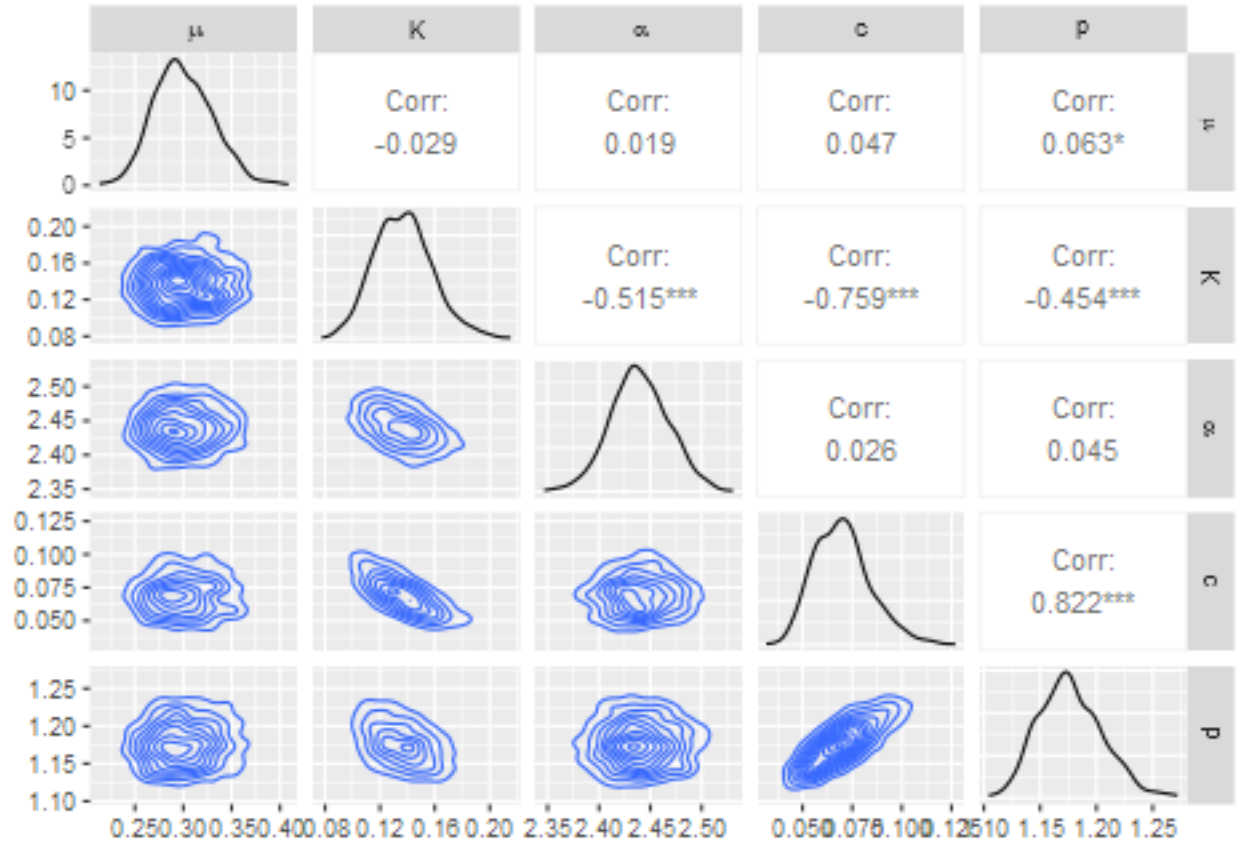 μ K α c p
10
5
0
Corr:
-0.029
Corr:
0.019
Corr:
0.047
Corr:
0.063*
μ
0.20
0.16
0.12
0.08
Corr:
-0.515***
Corr:
-0.759***
Corr:
-0.454***
K
2.50
2.45
2.40
2.35
Corr:
0.026
Corr:
0.045
α
0.125
0.100
0.075
0.050
Corr:
0.822***
c
1.25
1.20
1.15
1.10
p
0.25 0.30 0.35 0.40 0.08 0.12 0.16 0.20 2.35 2.40 2.45 2.50 0.050 0.075 0.100 0.125 1.10 1.15 1.20 1.25